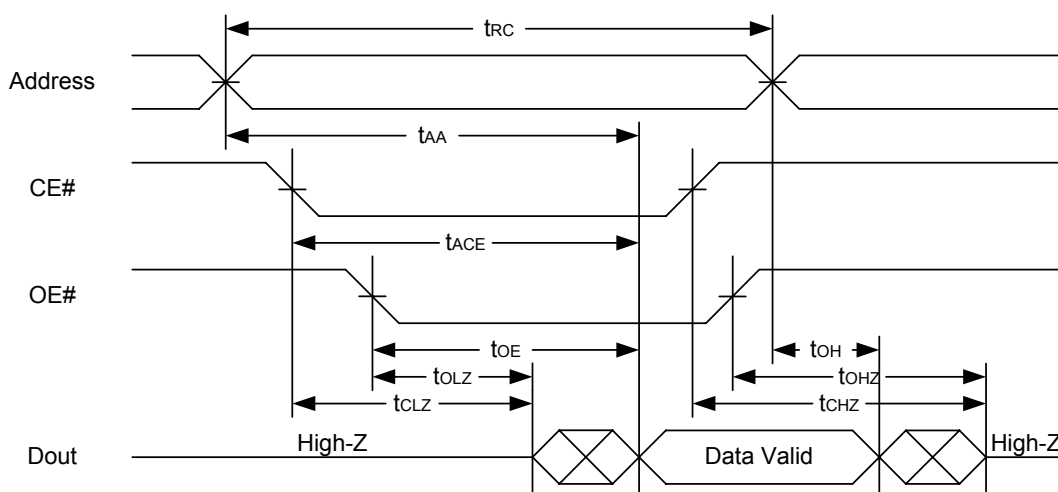 tRC
Address
tAA
CE#
tACE
OE#
tOE
tOH
tOLZ
tOHZ
tCLZ
tCHZ
High-Z
Data Valid
High-Z
Dout